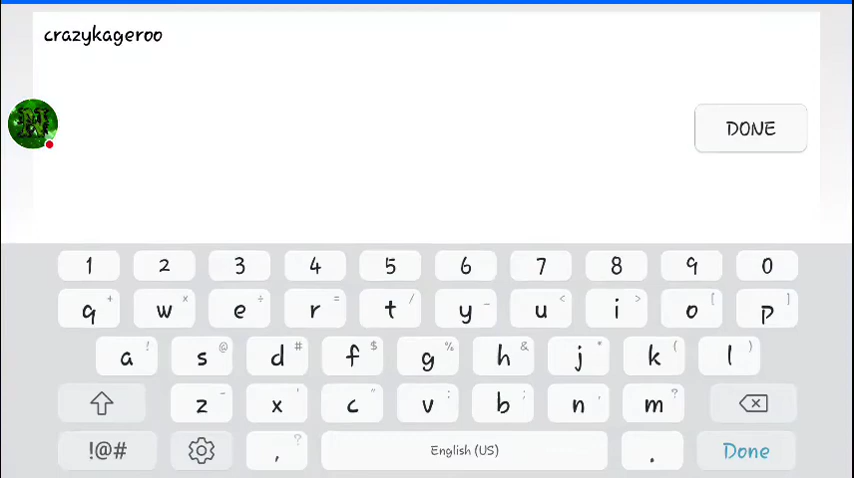 crazykageroo
N
DONE
1 2 3 4 5 6 7 8 9 0
q + w × e ÷ r = t / y _ u < i > o [ p ]
a ! s @ d # f $ g % h & j * k ( l )
z - x ' c " v : b ; n , m ?
!@# , ? English (US) . Done